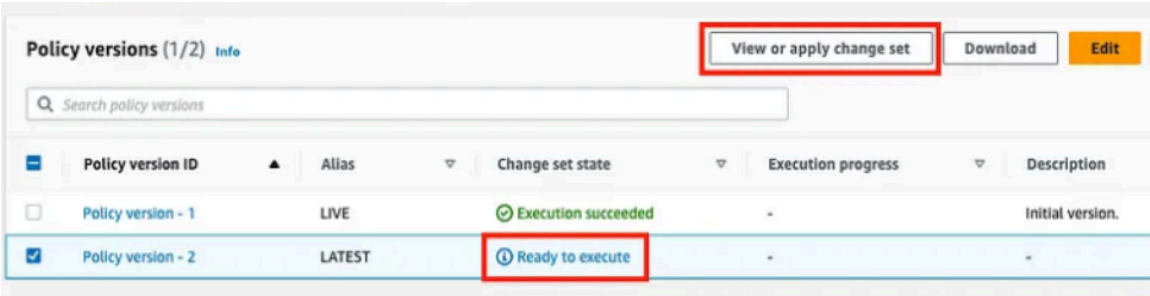 Policy versions (1/2) Info
View or apply change set Download Edit
Search policy versions
Policy version ID Alias Change set state Execution progress Description
Policy version - 1 LIVE Execution succeeded - Initial version.
Policy version - 2 LATEST Ready to execute - -